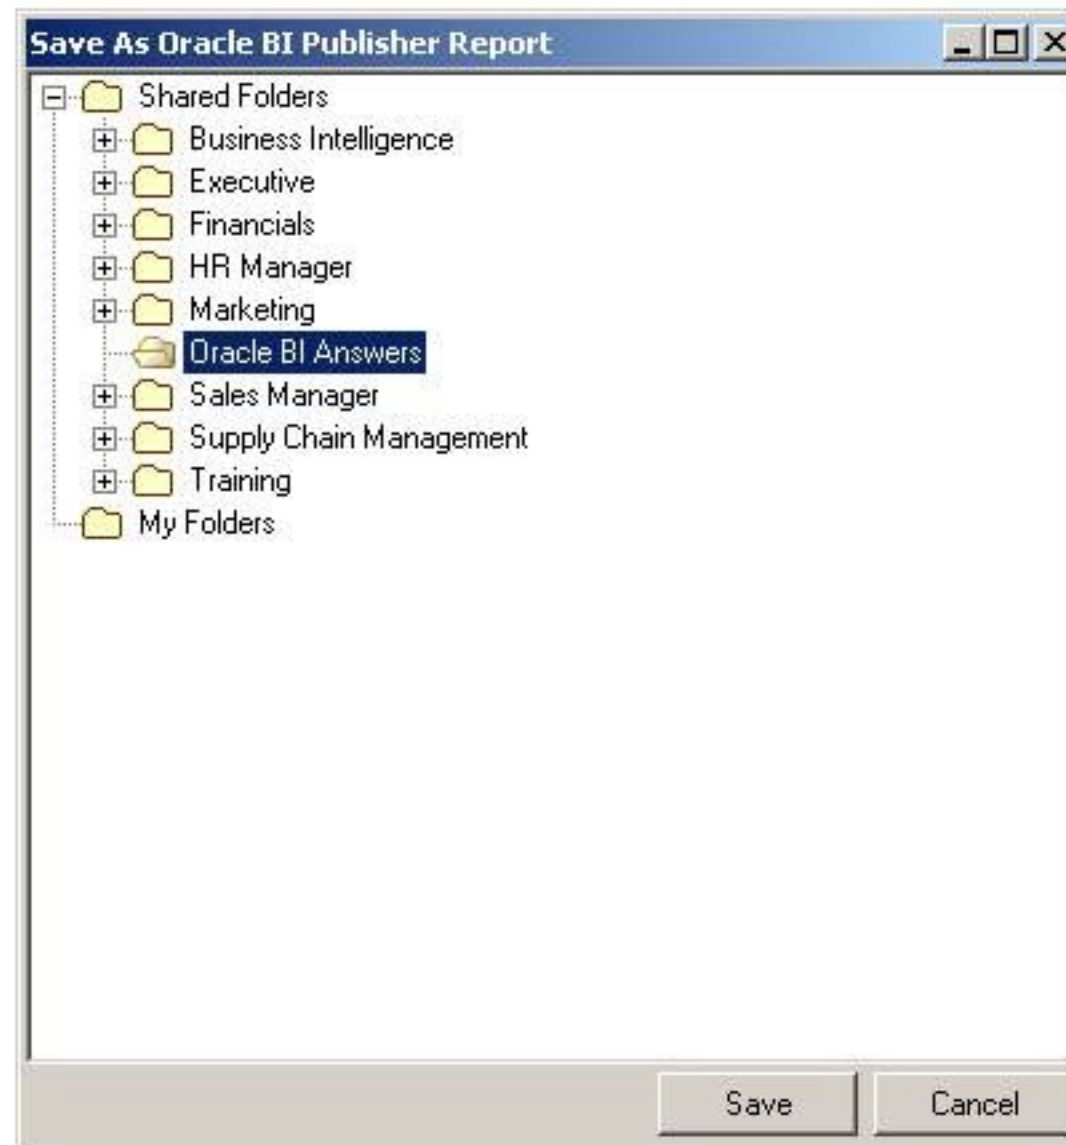 Save As Oracle BI Publisher Report
Shared Folders
Business Intelligence
Executive
Financials
HR Manager
Marketing
Oracle BI Answers
Sales Manager
Supply Chain Management
Training
My Folders
Save
Cancel